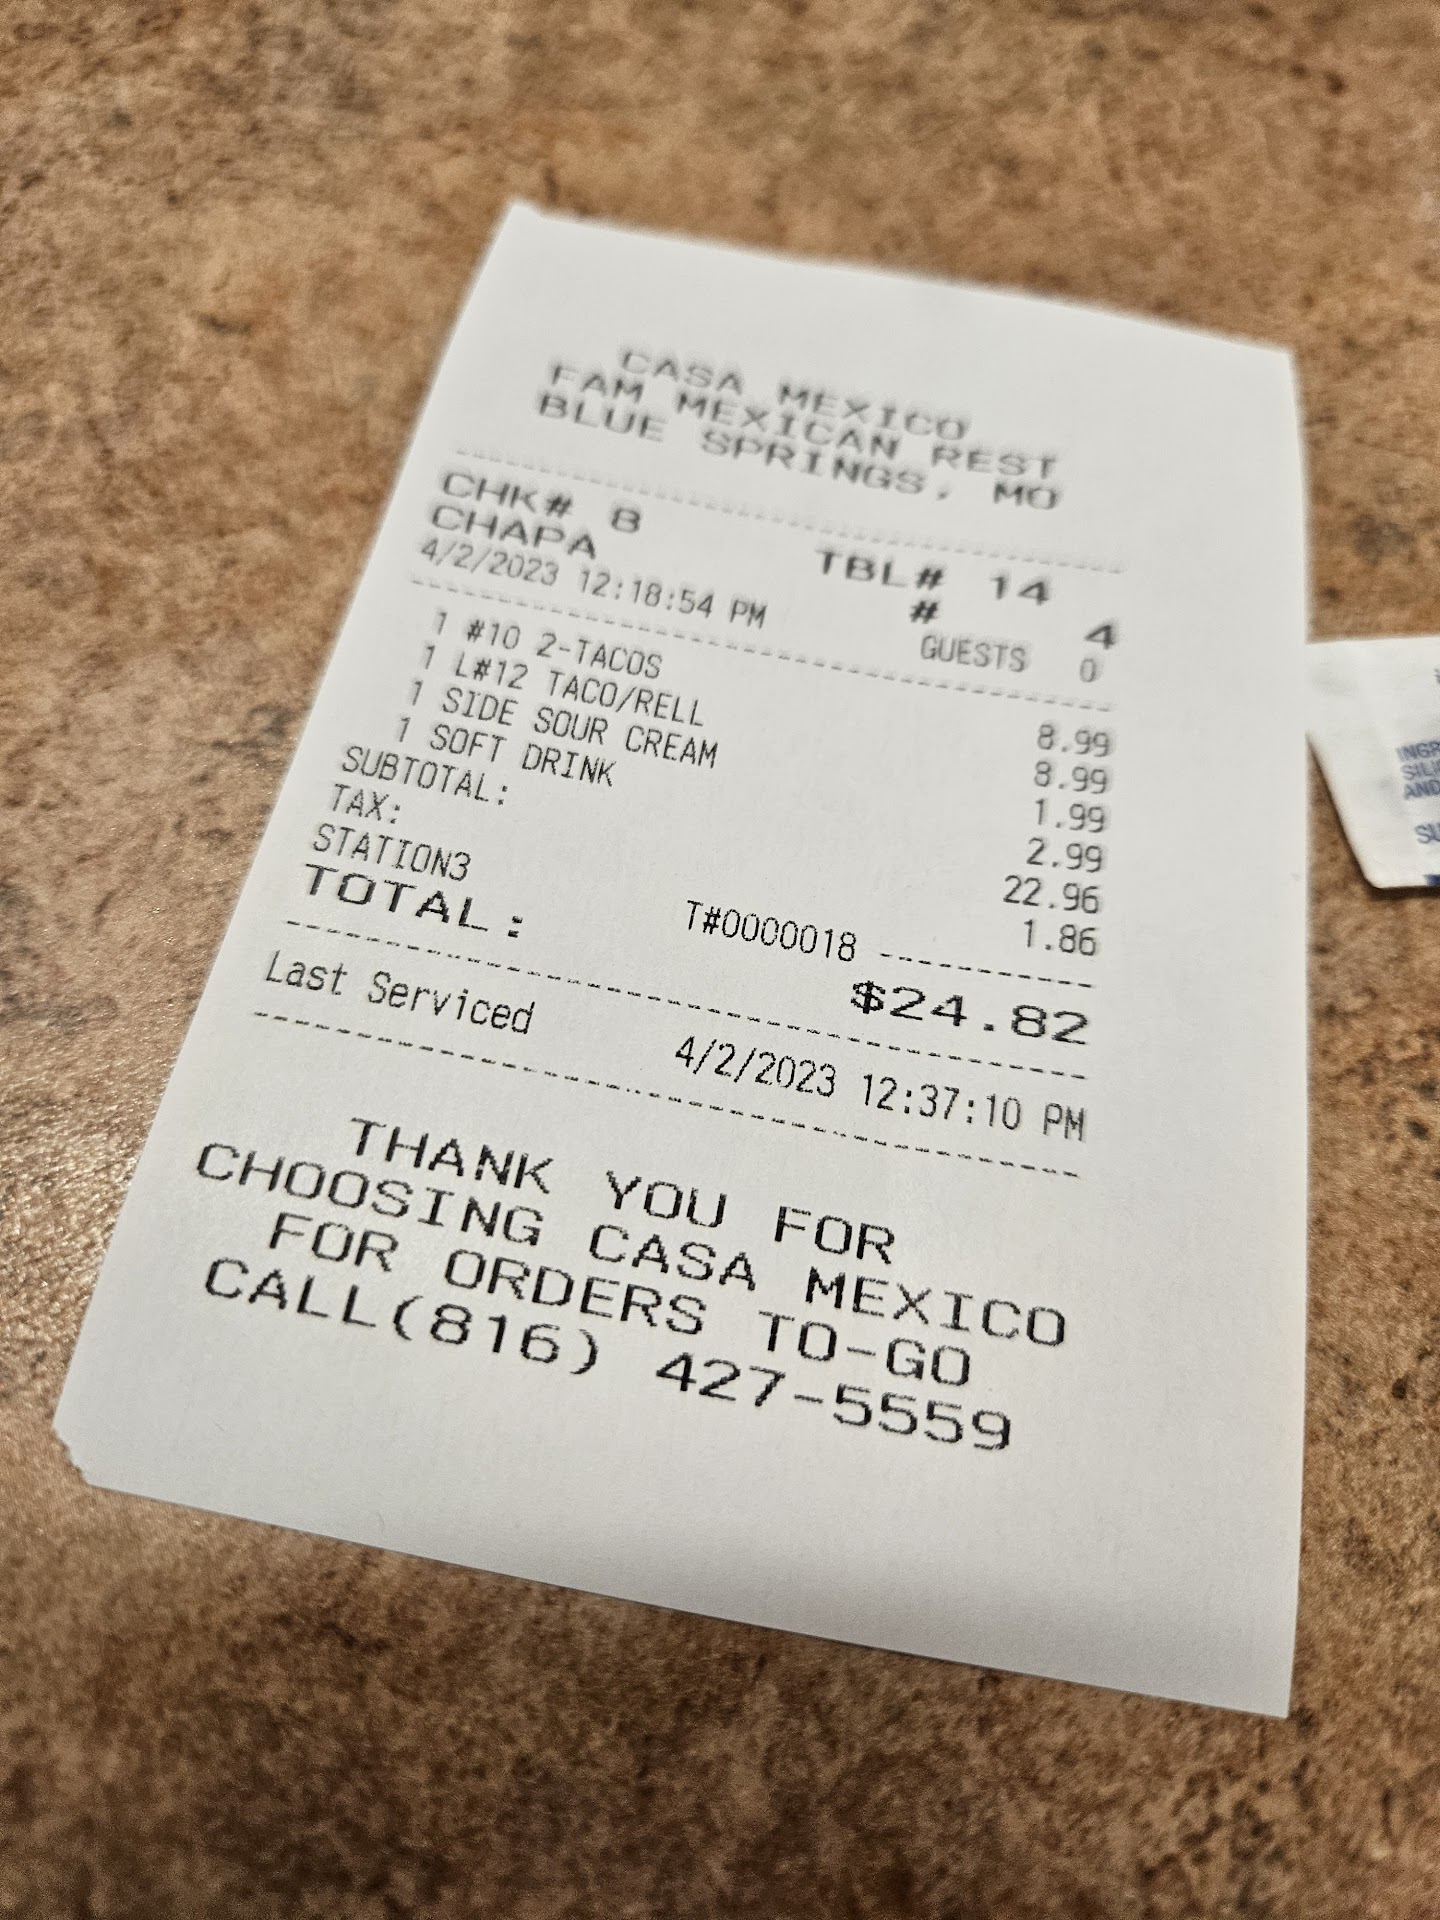 CASA MEXICO
FAM MEXICAN REST
BLUE SPRINGS, MO
CHK# 8 TBL# 14
CHAPA # 4
4/2/2023 12:18:54 PM GUESTS 0
1 #10 2-TACOS 8.99
1 L#12 TACO/RELL 8.99
1 SIDE SOUR CREAM 1.99
1 SOFT DRINK 2.99
SUBTOTAL: 22.96
TAX: 1.86
STATION3 T#0000018
TOTAL: $24.82
Last Serviced 4/2/2023 12:37:10 PM
THANK YOU FOR
CHOOSING CASA MEXICO
FOR ORDERS TO-GO
CALL(816) 427-5559
AND